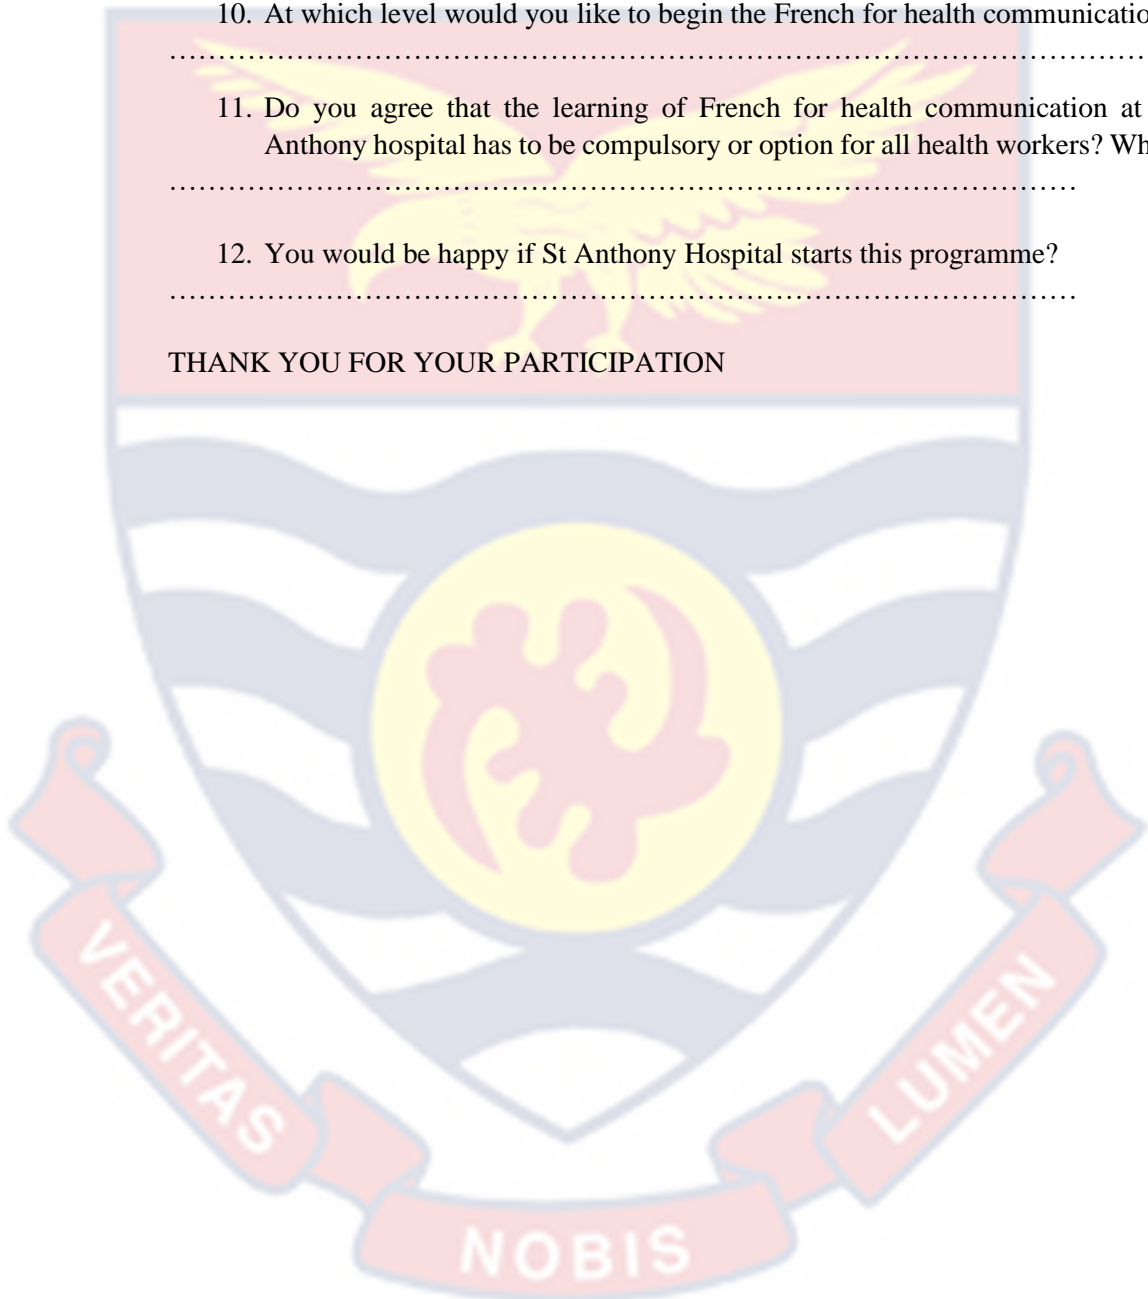 10. At which level would you like to begin the French for health communicatio
……………………………………………………………………………………
11. Do you agree that the learning of French for health communication at
Anthony hospital has to be compulsory or option for all health workers? Wh
………………………………………………………………………………
12. You would be happy if St Anthony Hospital starts this programme?
………………………………………………………………………………
THANK YOU FOR YOUR PARTICIPATION
VERITAS
NOBIS
LUMEN